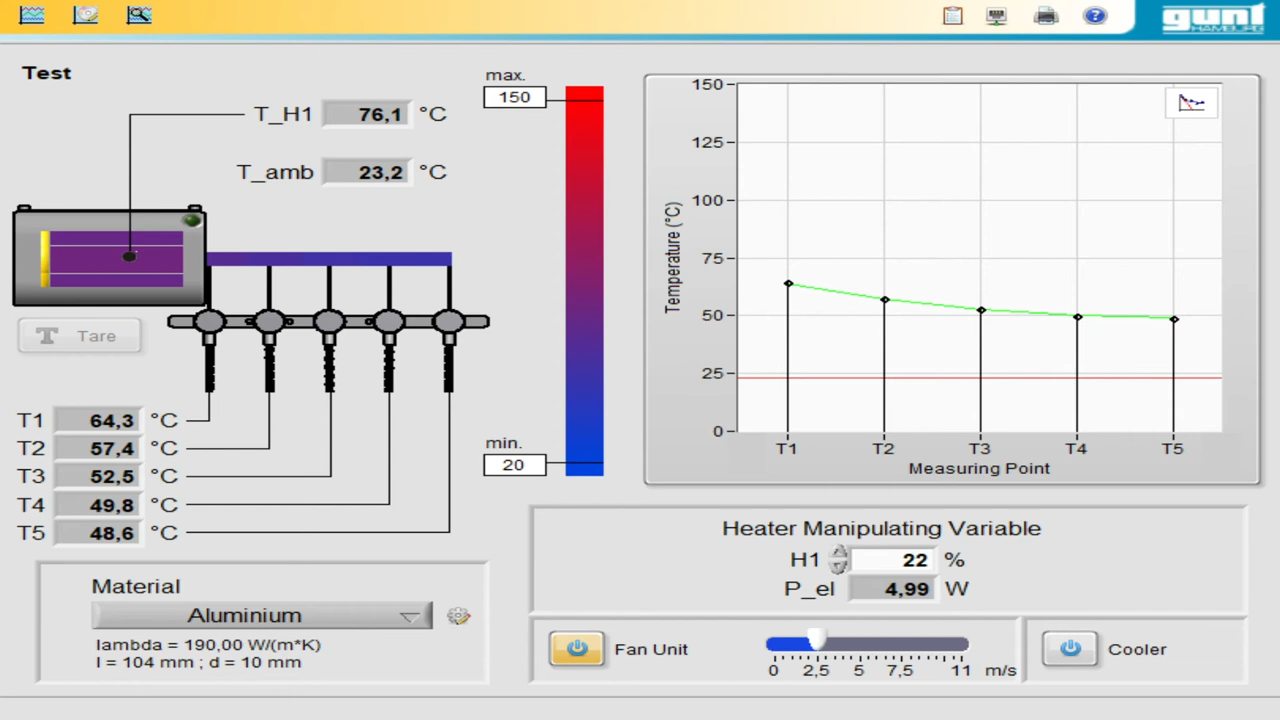 gunt
HAMBURG
Test
T_H1 76,1 °C
T_amb 23,2 °C
max.
150
min.
20
T Tare
T1 64,3 °C
T2 57,4 °C
T3 52,5 °C
T4 49,8 °C
T5 48,6 °C
Material
Aluminium
lambda = 190,00 W/(m*K)
l = 104 mm ; d = 10 mm
Temperature (°C)
150
125
100
75
50
25
0
T1 T2 T3 T4 T5
Measuring Point
Heater Manipulating Variable
H1 22 %
P_el 4,99 W
Fan Unit
0 2,5 5 7,5 11 m/s
Cooler